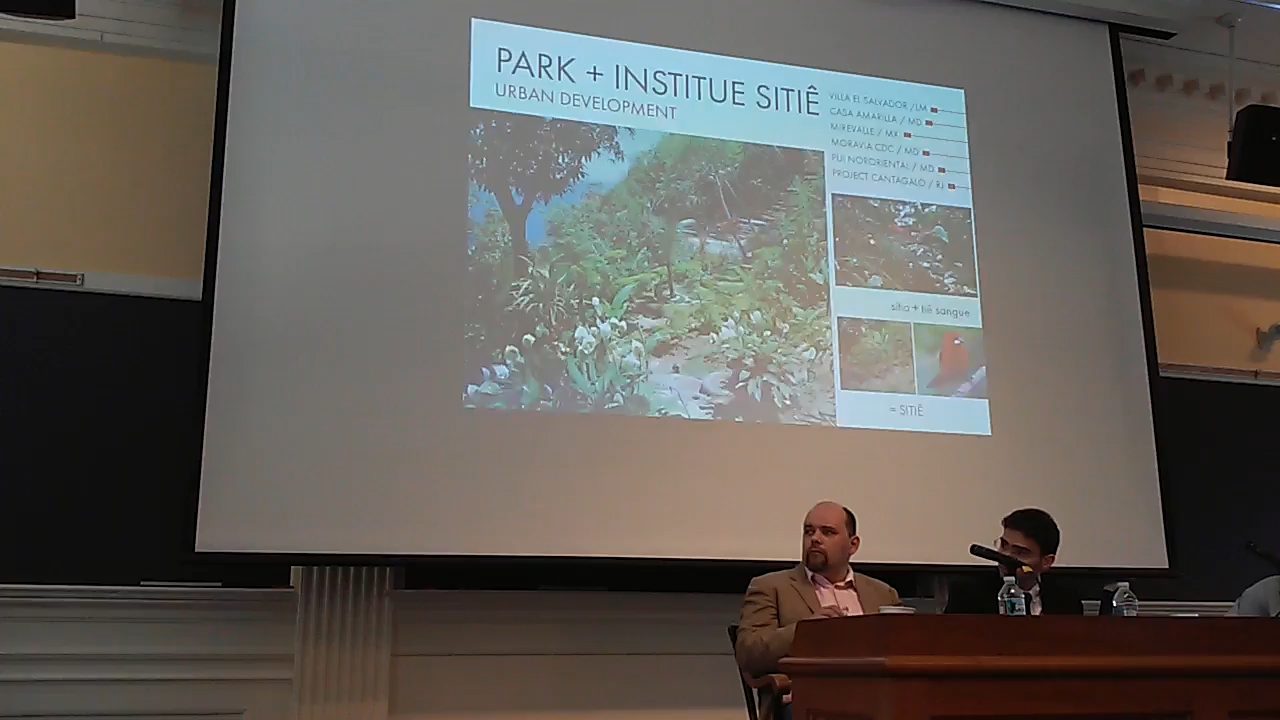 PARK + INSTITUE SITIÊ
URBAN DEVELOPMENT
VILLA EL SALVADOR / LM
CASA AMARILLA / MD
MIREVALLE / MX
MORAVIA CDC / MD
PUI NORORIENTAL / MD
PROJECT CANTAGALO / RJ
sítio + tiê sangue
= SITIÊ